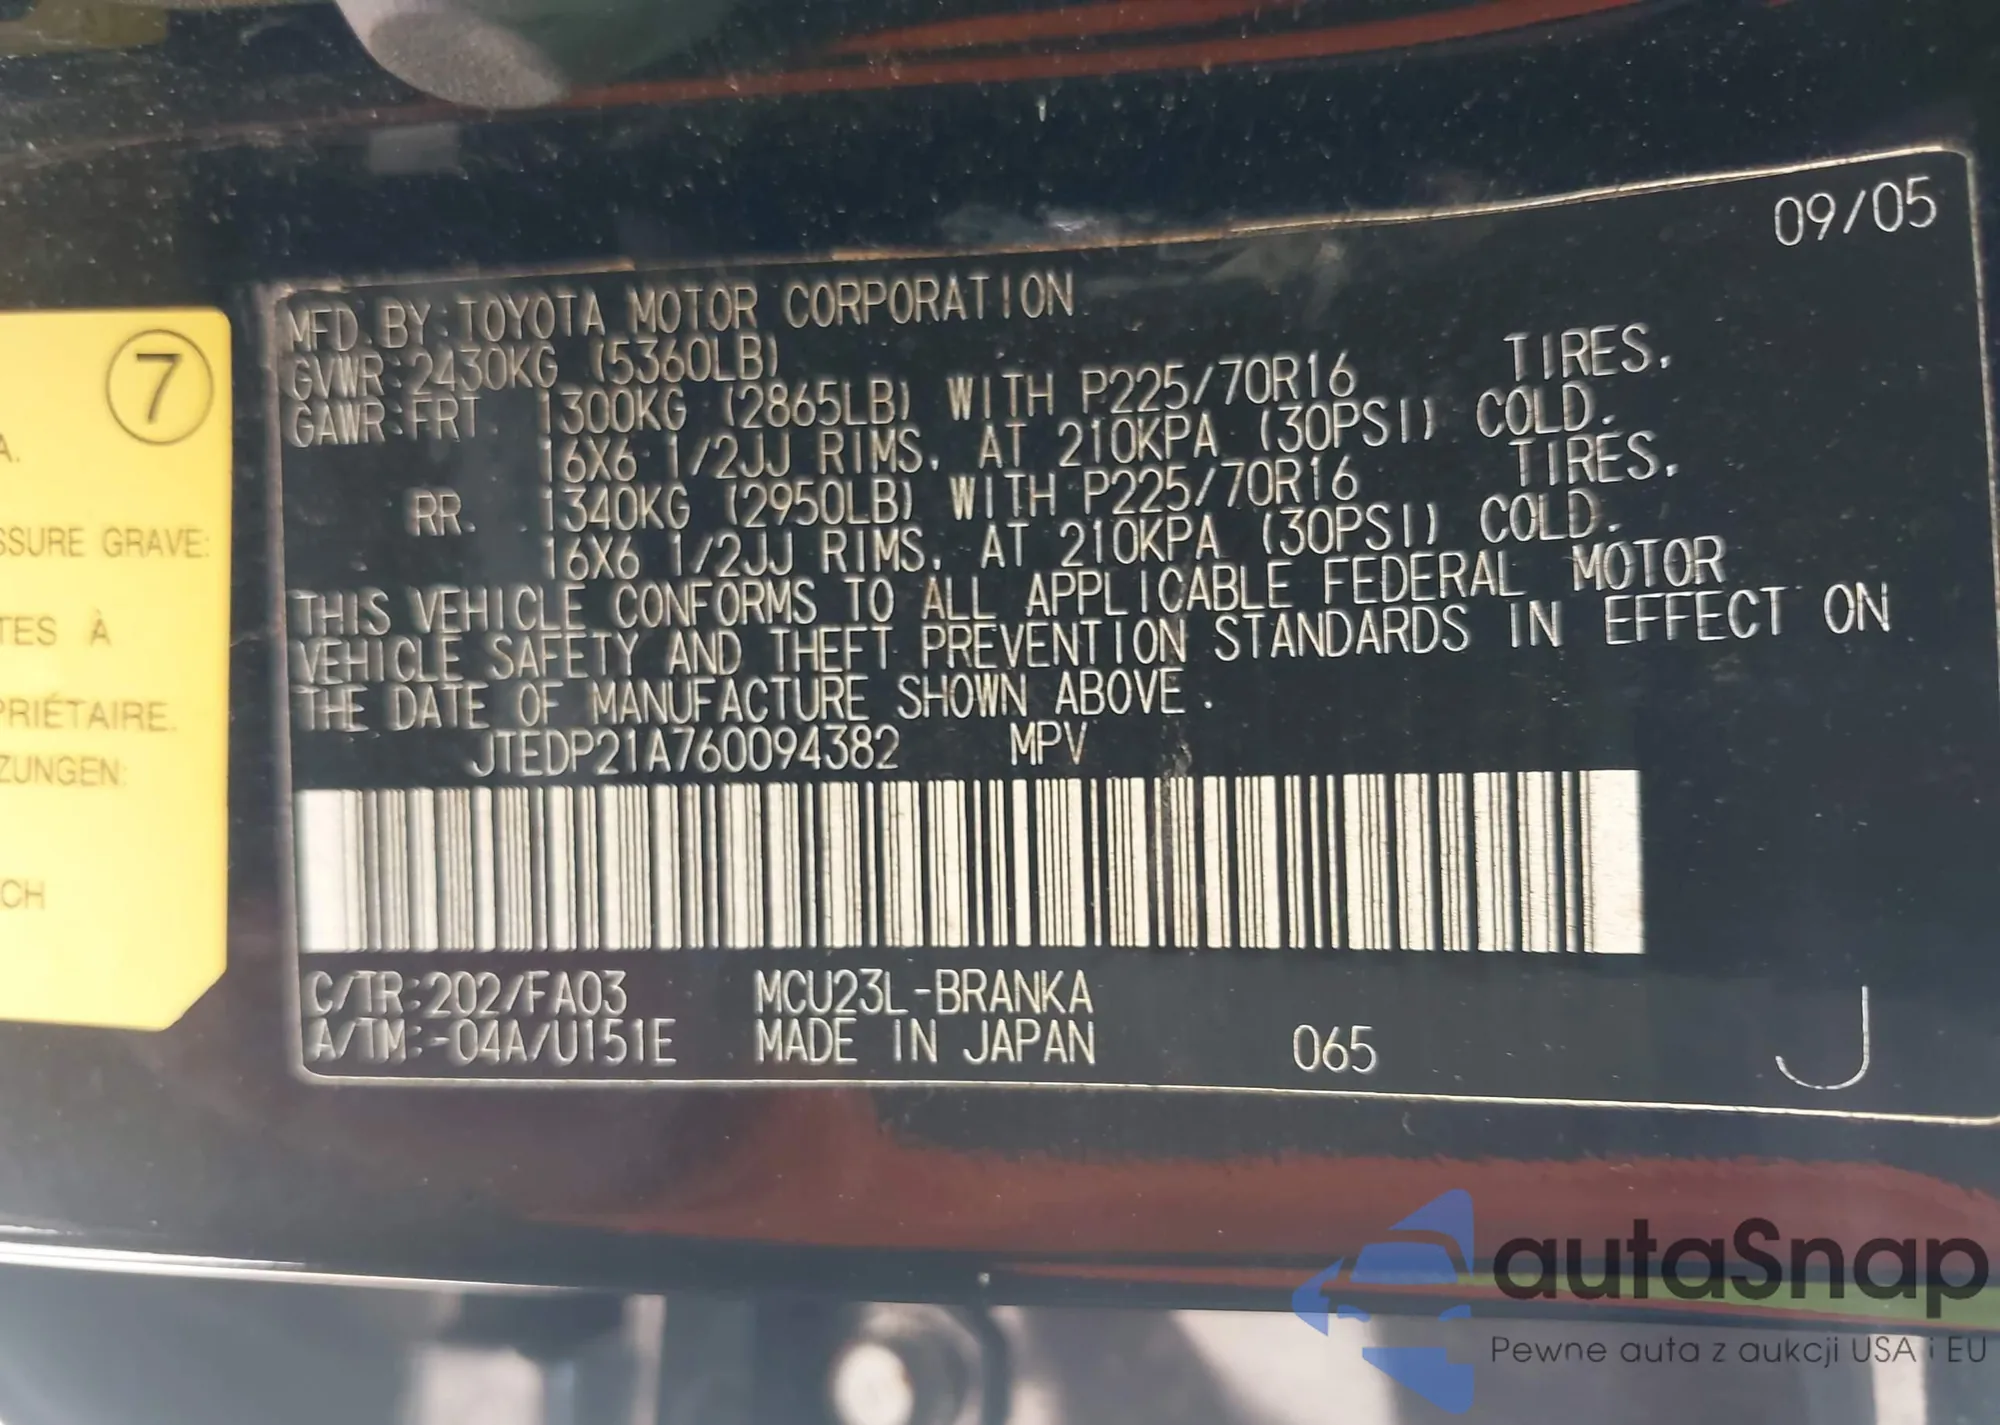 09/05
MFD. BY:TOYOTA MOTOR CORPORATION
GVWR:2430KG (5360LB)
GAWR:FRT. 1300KG (2865LB) WITH P225/70R16 TIRES,
16X6 1/2JJ RIMS, AT 210KPA (30PSI) COLD.
RR. 1340KG (2950LB) WITH P225/70R16 TIRES,
16X6 1/2JJ RIMS, AT 210KPA (30PSI) COLD.
THIS VEHICLE CONFORMS TO ALL APPLICABLE FEDERAL MOTOR
VEHICLE SAFETY AND THEFT PREVENTION STANDARDS IN EFFECT ON
THE DATE OF MANUFACTURE SHOWN ABOVE.
JTEDP21A760094382 MPV
C/TR:202/FA03 MCU23L-BRANKA
A/TM:-04A/U151E MADE IN JAPAN 065 J
7
A.
SSURE GRAVE:
TES À
PRIÉTAIRE.
ZUNGEN:
CH
autaSnap
Pewne auta z aukcji USA i EU